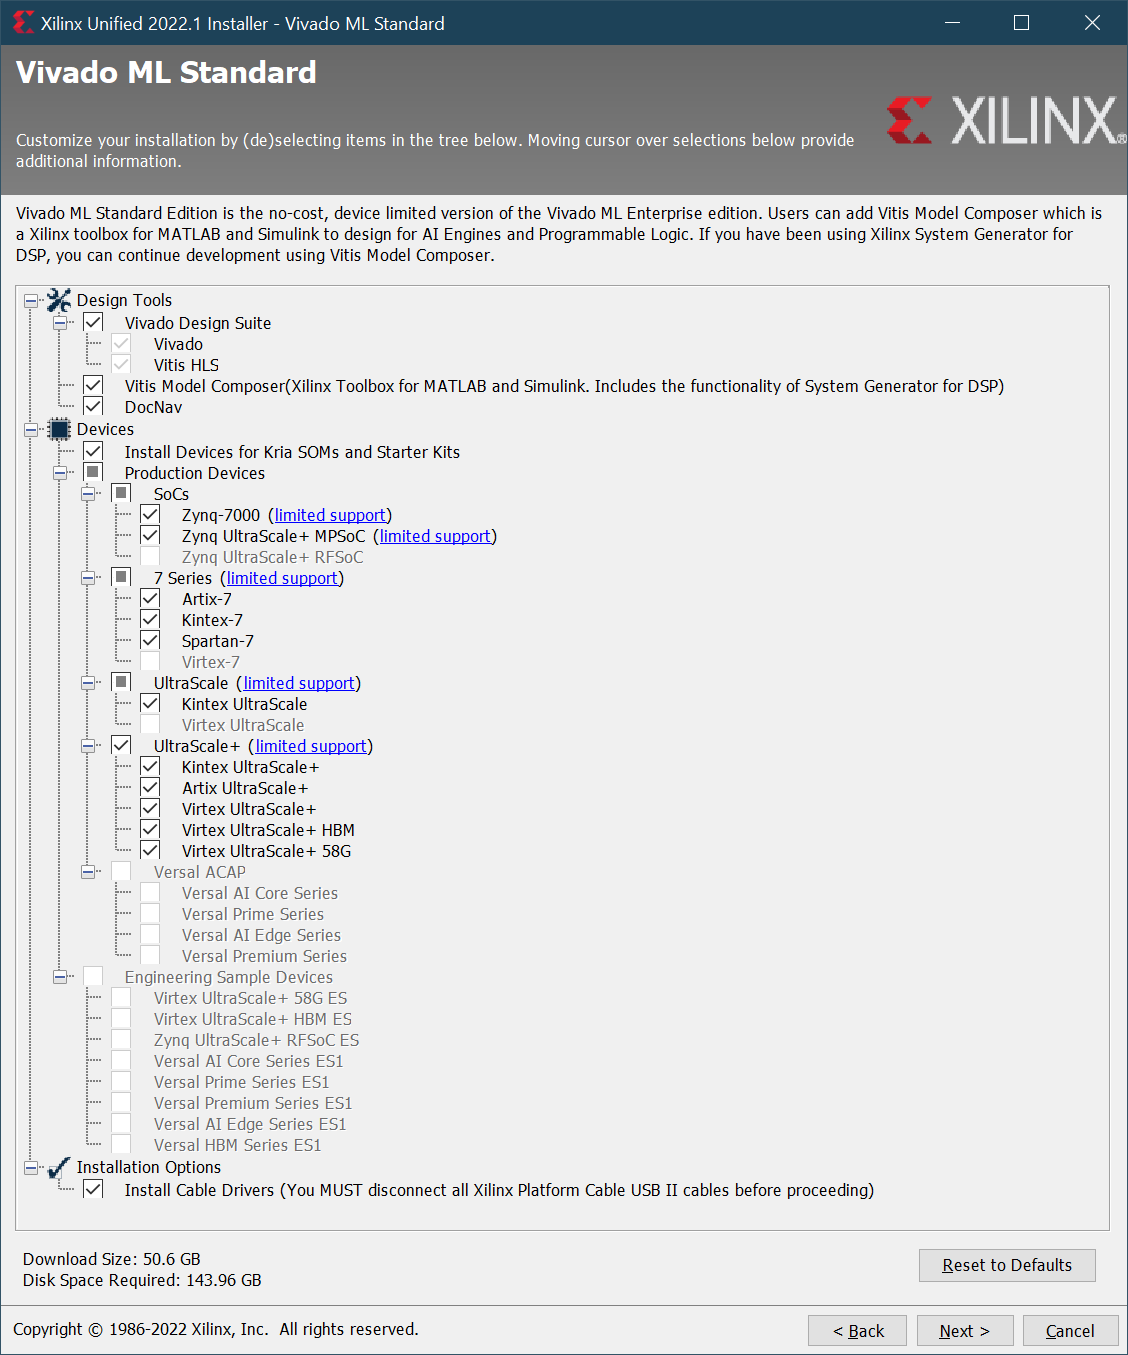 Xilinx Unified 2022.1 Installer - Vivado ML Standard
Vivado ML Standard
Customize your installation by (de)selecting items in the tree below. Moving cursor over selections below provide
additional information.
XILINX®
Vivado ML Standard Edition is the no-cost, device limited version of the Vivado ML Enterprise edition. Users can add Vitis Model Composer which is
a Xilinx toolbox for MATLAB and Simulink to design for AI Engines and Programmable Logic. If you have been using Xilinx System Generator for
DSP, you can continue development using Vitis Model Composer.
Design Tools
Vivado Design Suite
Vivado
Vitis HLS
Vitis Model Composer(Xilinx Toolbox for MATLAB and Simulink. Includes the functionality of System Generator for DSP)
DocNav
Devices
Install Devices for Kria SOMs and Starter Kits
Production Devices
SoCs
Zynq-7000 (limited support)
Zynq UltraScale+ MPSoC (limited support)
Zynq UltraScale+ RFSoC
7 Series (limited support)
Artix-7
Kintex-7
Spartan-7
Virtex-7
UltraScale (limited support)
Kintex UltraScale
Virtex UltraScale
UltraScale+ (limited support)
Kintex UltraScale+
Artix UltraScale+
Virtex UltraScale+
Virtex UltraScale+ HBM
Virtex UltraScale+ 58G
Versal ACAP
Versal AI Core Series
Versal Prime Series
Versal AI Edge Series
Versal Premium Series
Engineering Sample Devices
Virtex UltraScale+ 58G ES
Virtex UltraScale+ HBM ES
Zynq UltraScale+ RFSoC ES
Versal AI Core Series ES1
Versal Prime Series ES1
Versal Premium Series ES1
Versal AI Edge Series ES1
Versal HBM Series ES1
Installation Options
Install Cable Drivers (You MUST disconnect all Xilinx Platform Cable USB II cables before proceeding)
Download Size: 50.6 GB
Disk Space Required: 143.96 GB
Reset to Defaults
Copyright © 1986-2022 Xilinx, Inc.  All rights reserved.
< Back
Next >
Cancel